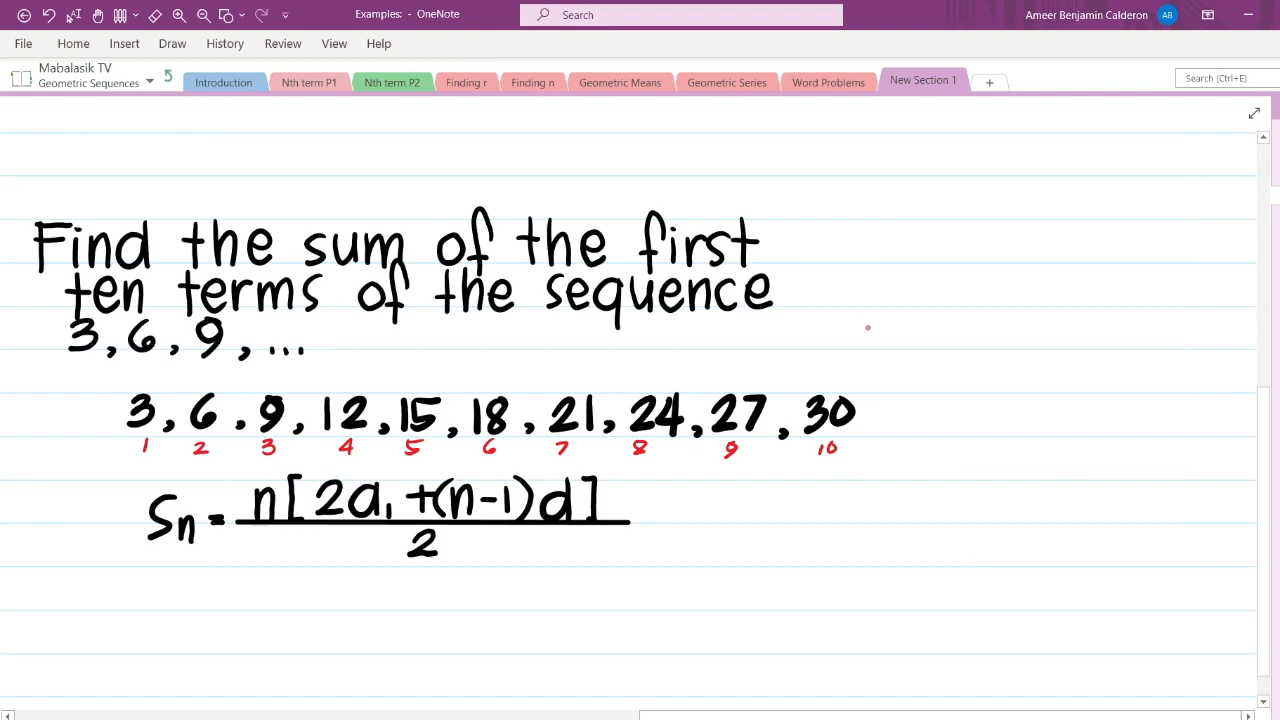 Examples: - OneNote
Search
Ameer Benjamin Calderon
AB
File Home Insert Draw History Review View Help
Mabalasik TV
Geometric Sequences
Introduction Nth term P1 Nth term P2 Finding r Finding n Geometric Means Geometric Series Word Problems New Section 1 +
Search (Ctrl+E)
Find the sum of the first
ten terms of the sequence
3, 6, 9, ...
3, 6, 9, 12, 15, 18, 21, 24, 27, 30
1 2 3 4 5 6 7 8 9 10
Sn = n[2a₁+(n-1)d]
2